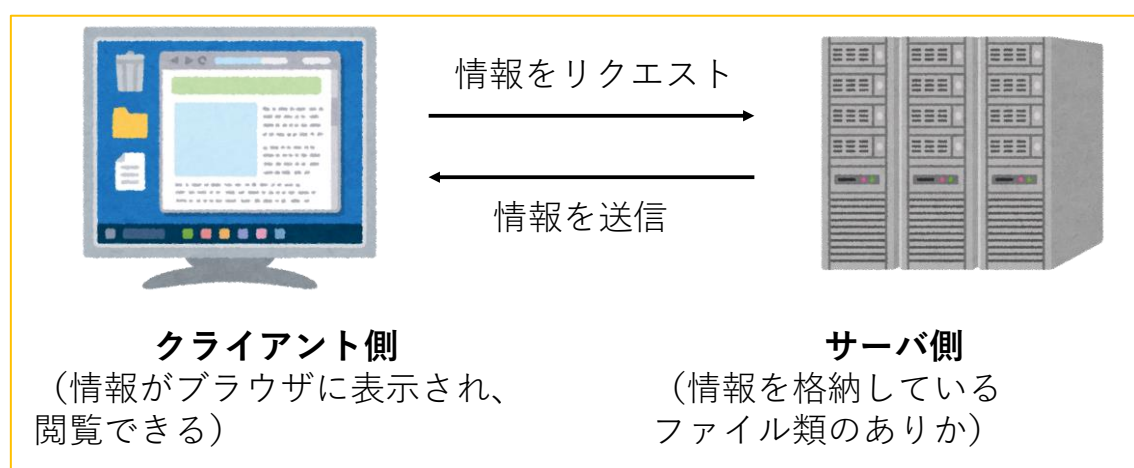 情報をリクエスト
情報を送信
クライアント側
（情報がブラウザに表示され、
閲覧できる）
サーバ側
（情報を格納している
ファイル類のありか）